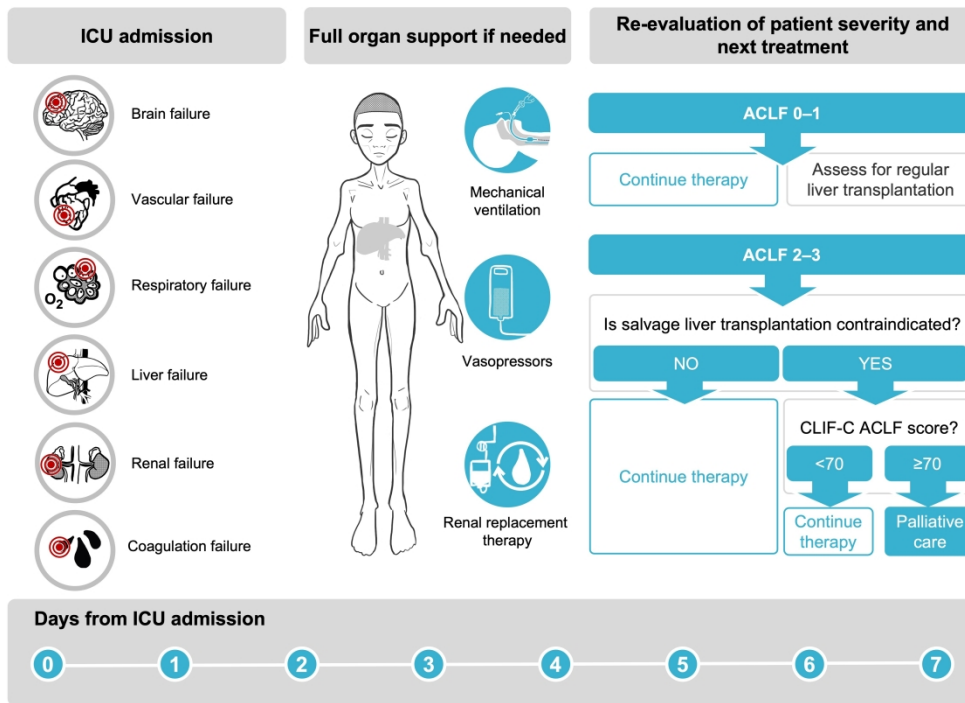 ICU admission
Brain failure
Vascular failure
O2
Respiratory failure
Liver failure
Renal failure
Coagulation failure
Full organ support if needed
Mechanical
ventilation
Vasopressors
Renal replacement
therapy
Re-evaluation of patient severity and
next treatment
ACLF 0–1
Continue therapy
Assess for regular
liver transplantation
ACLF 2–3
Is salvage liver transplantation contraindicated?
NO
YES
Continue therapy
CLIF-C ACLF score?
<70
≥70
Continue
therapy
Palliative
care
Days from ICU admission
0 1 2 3 4 5 6 7